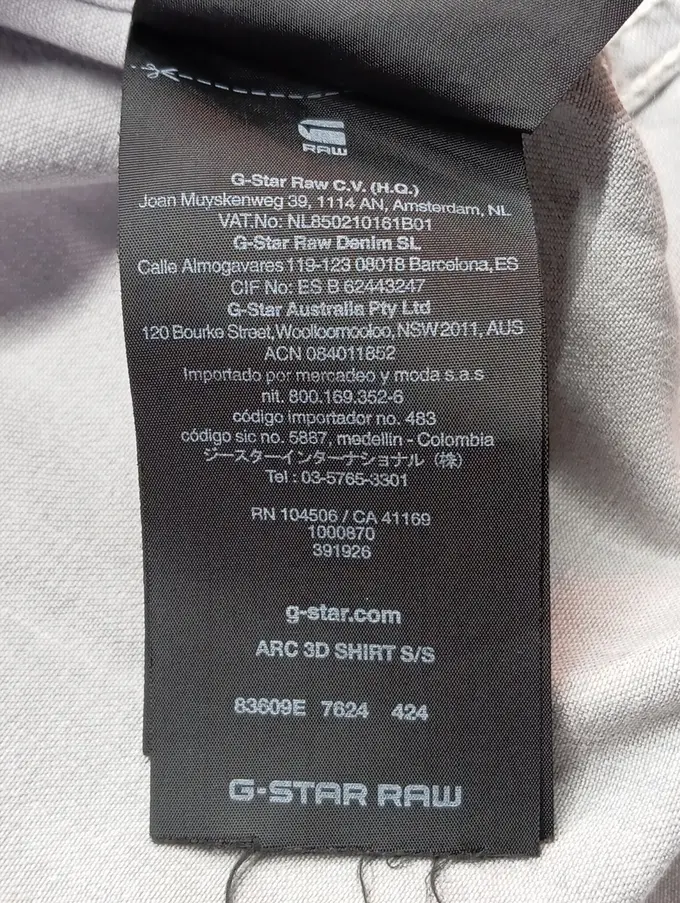 RAW
G-Star Raw C.V. (H.Q.)
Joan Muyskenweg 39, 1114 AN, Amsterdam, NL
VAT.No: NL850210161B01
G-Star Raw Denim SL
Calle Almogavares 119-123 08018 Barcelona, ES
CIF No: ES B 62443247
G-Star Australia Pty Ltd
120 Bourke Street, Woolloomooloo, NSW 2011, AUS
ACN 084011852
Importado por mercadeo y moda s.a.s
nit. 800.169.352-6
código importador no. 483
código sic no. 5887, medellin - Colombia
ジースターインターナショナル (株)
Tel : 03-5765-3301
RN 104506 / CA 41169
1000870
391926
g-star.com
ARC 3D SHIRT S/S
83609E 7624 424
G-STAR RAW